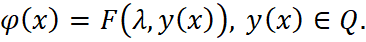 φ(x) = F(λ, y(x)), y(x) ∈ Q.